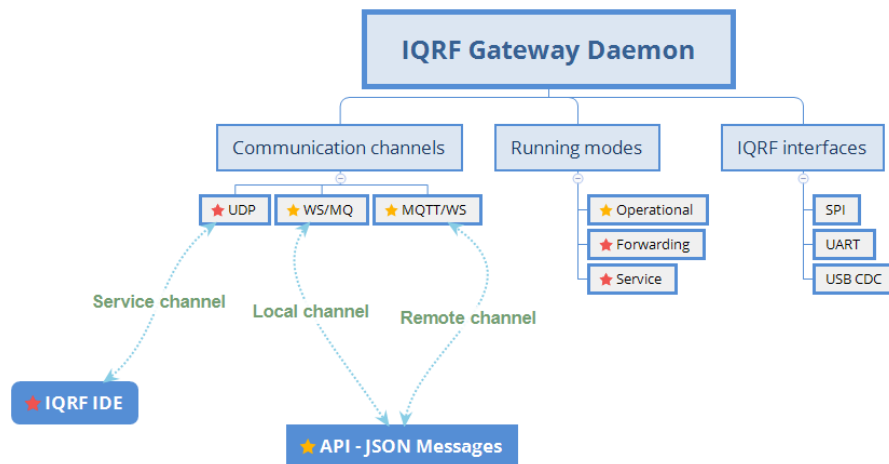 IQRF Gateway Daemon
Communication channels
Running modes
IQRF interfaces
UDP
WS/MQ
MQTT/WS
Operational
Forwarding
Service
SPI
UART
USB CDC
Service channel
Local channel
Remote channel
IQRF IDE
API - JSON Messages